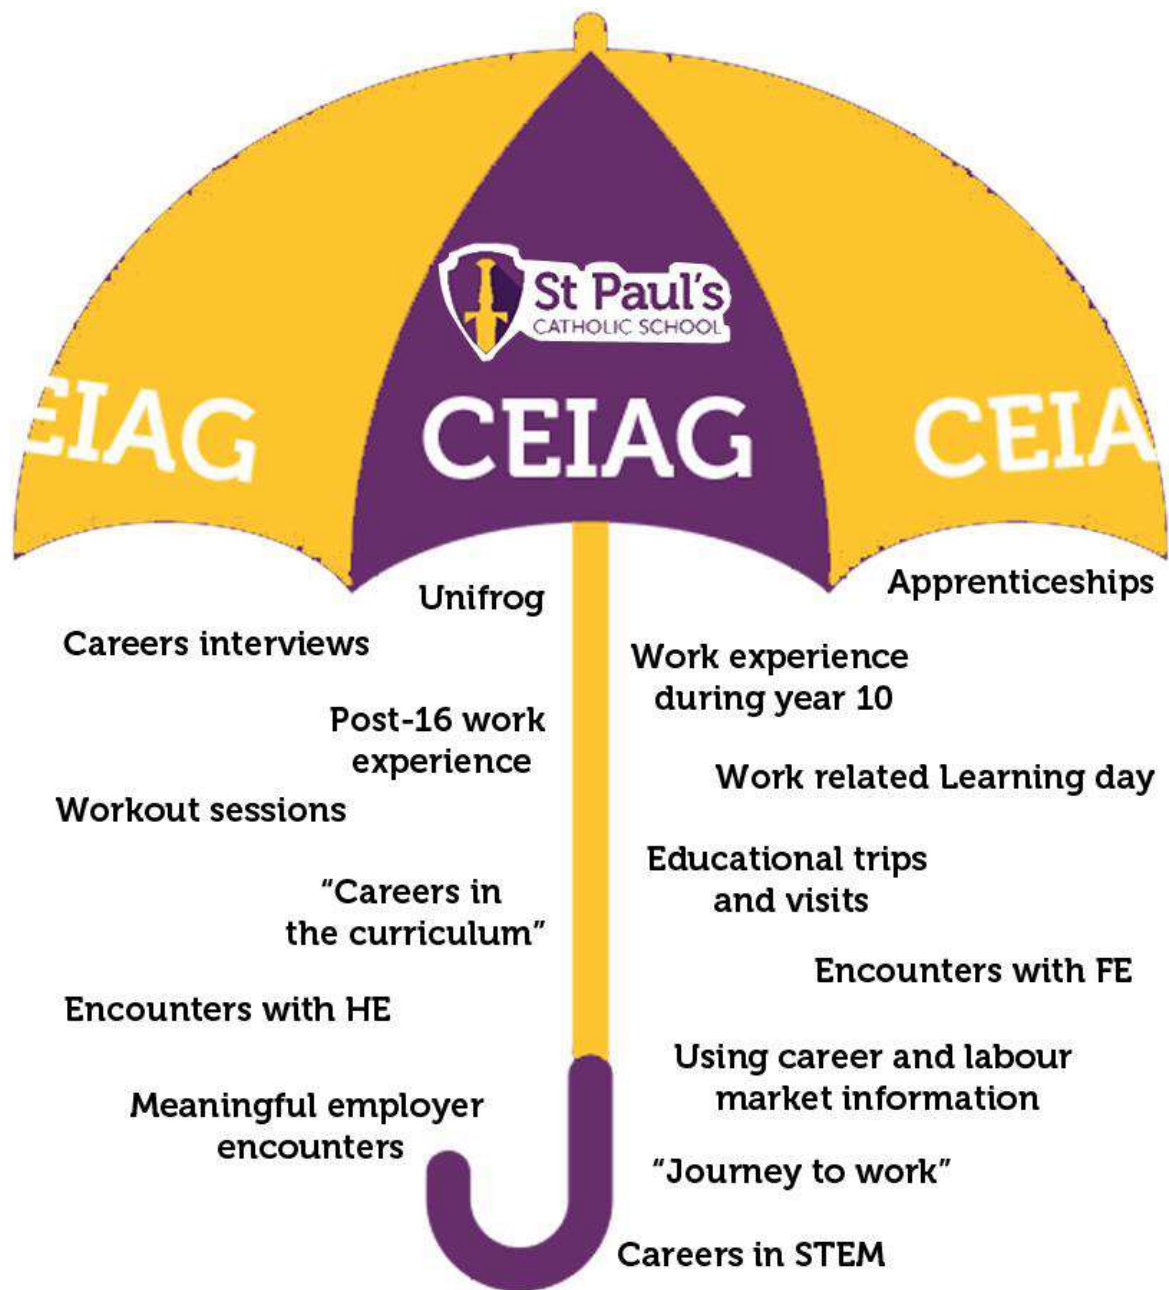 St Paul's
CATHOLIC SCHOOL
EIAG
CEIAG
CEIA
Unifrog
Apprenticeships
Careers interviews
Work experience
during year 10
Post-16 work
experience
Work related Learning day
Workout sessions
Educational trips
and visits
“Careers in
the curriculum”
Encounters with FE
Encounters with HE
Using career and labour
market information
Meaningful employer
encounters
“Journey to work”
Careers in STEM